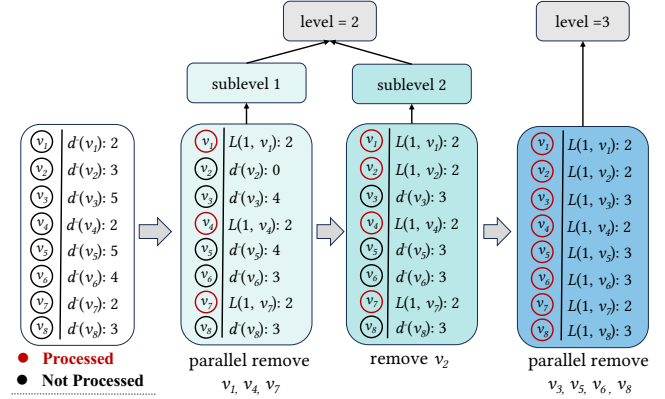 level = 2
level =3
sublevel 1
sublevel 2
v1 d-(v1): 2
v2 d-(v2): 3
v3 d-(v3): 5
v4 d-(v4): 2
v5 d-(v5): 5
v6 d-(v6): 4
v7 d-(v7): 2
v8 d-(v8): 3
v1 L(1, v1): 2
v2 d-(v2): 0
v3 d-(v3): 4
v4 L(1, v4): 2
v5 d-(v5): 4
v6 d-(v6): 3
v7 L(1, v7): 2
v8 d-(v8): 3
v1 L(1, v1): 2
v2 L(1, v2): 2
v3 d-(v3): 3
v4 L(1, v4): 2
v5 d-(v5): 3
v6 d-(v6): 3
v7 L(1, v7): 2
v8 d-(v8): 3
v1 L(1, v1): 2
v2 L(1, v2): 2
v3 L(1, v3): 3
v4 L(1, v4): 2
v5 L(1, v5): 3
v6 L(1, v6): 3
v7 L(1, v7): 2
v8 L(1, v8): 3
Processed
Not Processed
parallel remove
v1, v4, v7
remove v2
parallel remove
v3, v5, v6, v8